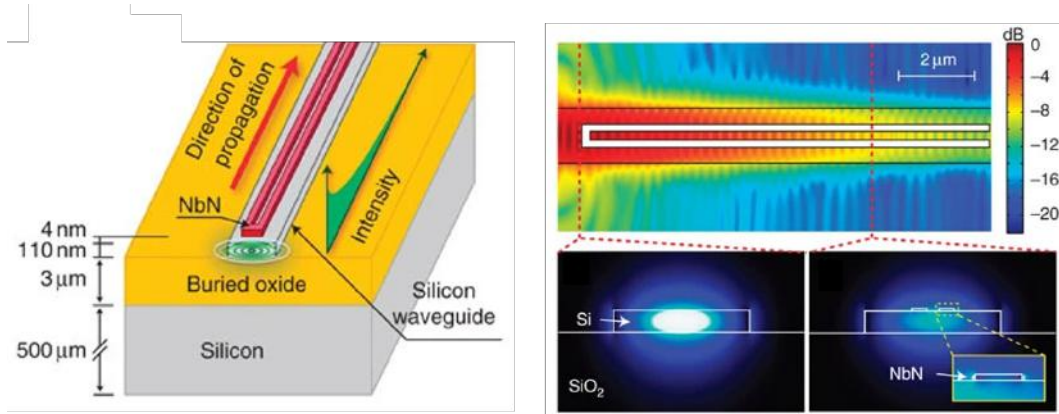 Direction of
propagation
NbN
4 nm
110 nm
3 µm
500 µm
Intensity
Buried oxide
Silicon
waveguide
Silicon
dB
0
−4
−8
−12
−16
−20
2 µm
Si
SiO2
NbN